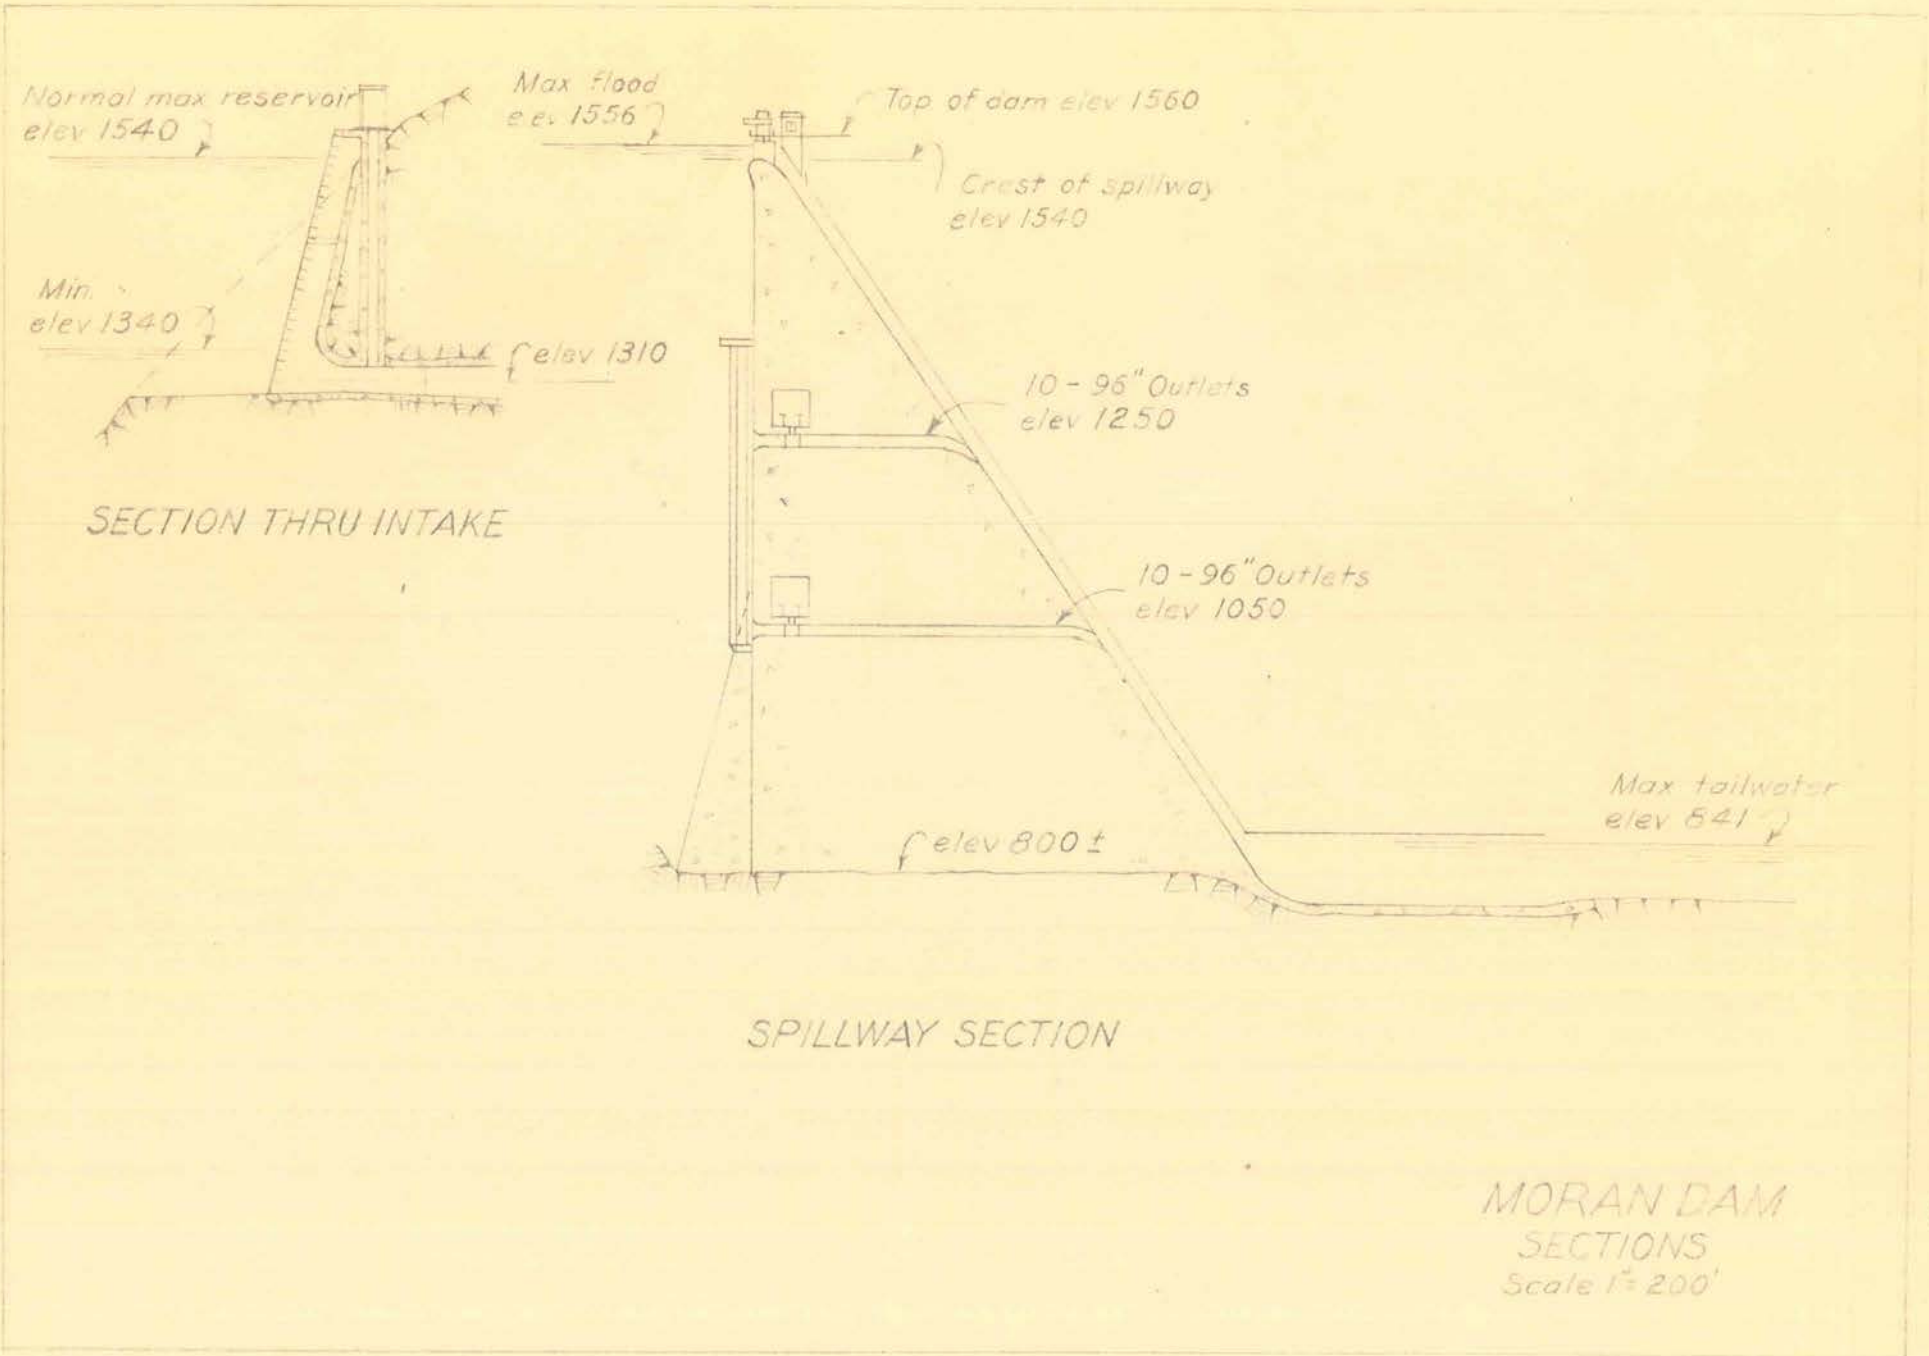 Normal max reservoir
elev 1540
Min.
elev 1340
elev 1310
SECTION THRU INTAKE
Max flood
elev 1556
Top of dam elev 1560
Crest of spillway
elev 1540
10 - 96" Outlets
elev 1250
10 - 96" Outlets
elev 1050
elev 800 ±
Max tailwater
elev 841
SPILLWAY SECTION
MORAN DAM
SECTIONS
Scale 1" = 200'